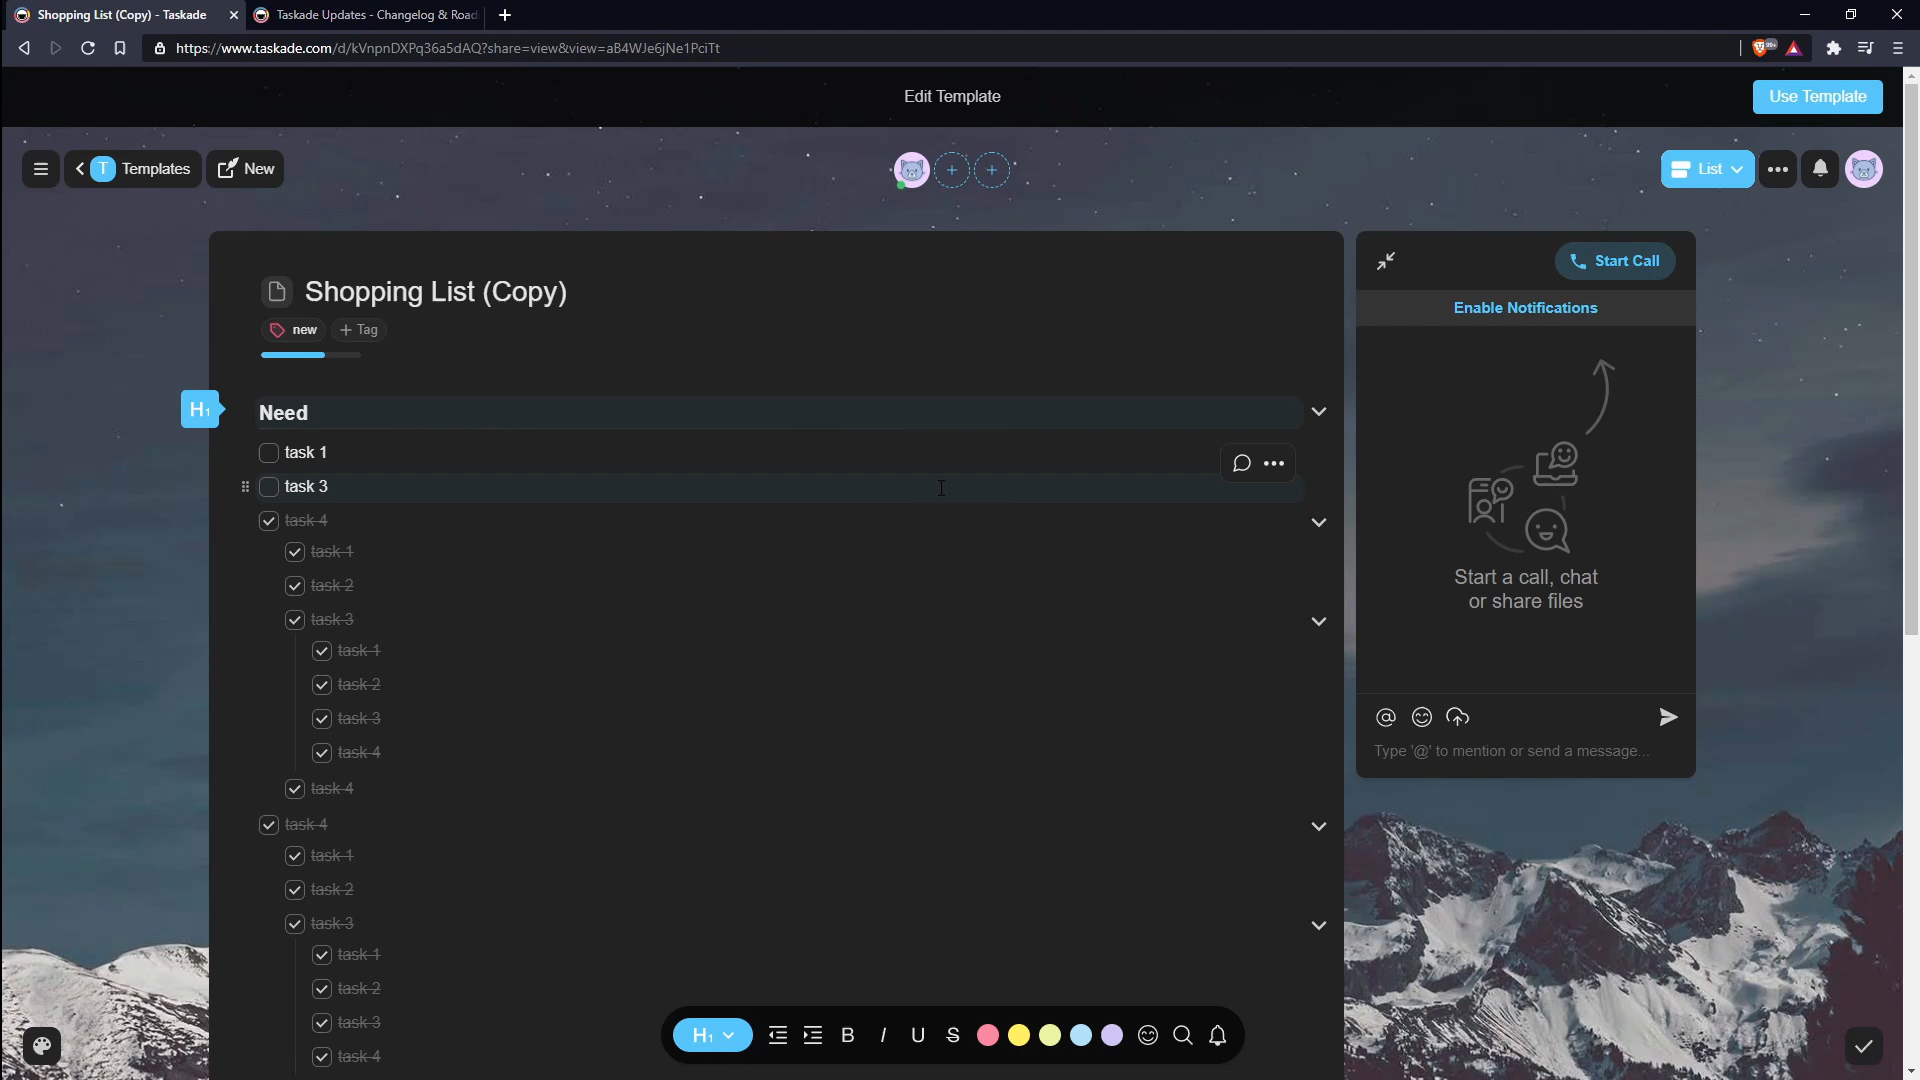 Shopping List (Copy) - Taskade
Taskade Updates - Changelog & Road
https://www.taskade.com/d/kVnpnDXPq36a5dAQ?share=view&view=aB4WJe6jNe1PciTt
99+
Edit Template
Use Template
T Templates
New
List
Shopping List (Copy)
new
+ Tag
Start Call
Enable Notifications
H1
Need
task 1
task 3
task 4
task 1
task 2
task 3
task 1
task 2
task 3
task 4
task 4
task 4
task 1
task 2
task 3
task 1
task 2
task 3
task 4
Start a call, chat
or share files
Type '@' to mention or send a message...
H1
B I U S